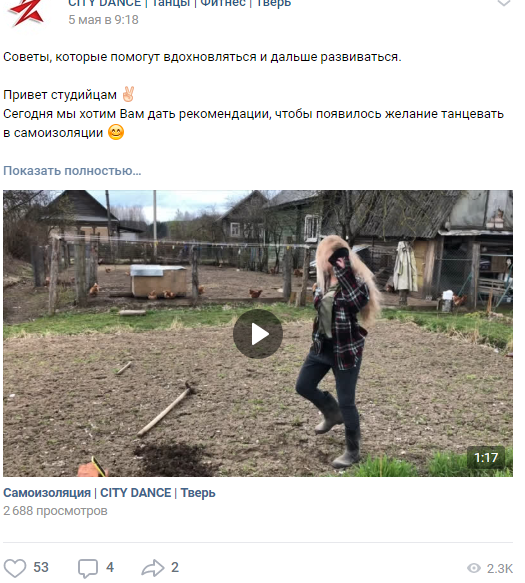 CITY DANCE | Танцы | Фитнес | Тверь
5 мая в 9:18
Советы, которые помогут вдохновляться и дальше развиваться.
Привет студийцам ✌🏻
Сегодня мы хотим Вам дать рекомендации, чтобы появилось желание танцевать
в самоизоляции 😊
Показать полностью...
1:17
Самоизоляция | CITY DANCE | Тверь
2 688 просмотров
53
4
2
2.3K